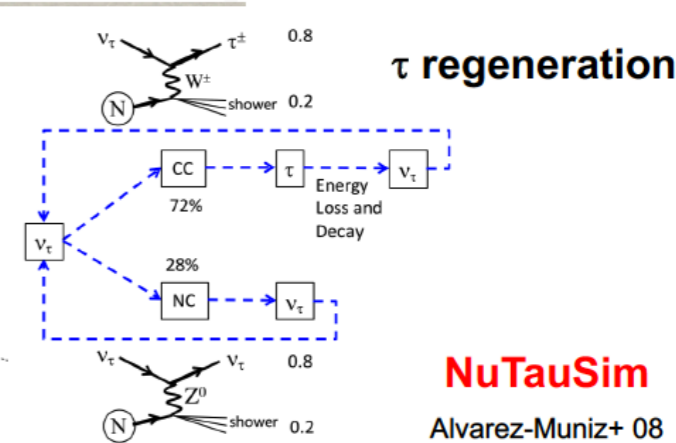 ντ
τ±
0.8
W±
N
shower 0.2
τ regeneration
CC
τ
ντ
72%
Energy
Loss and
Decay
ντ
28%
NC
ντ
ντ
ντ
0.8
Z0
N
shower 0.2
NuTauSim
Alvarez-Muniz+ 08